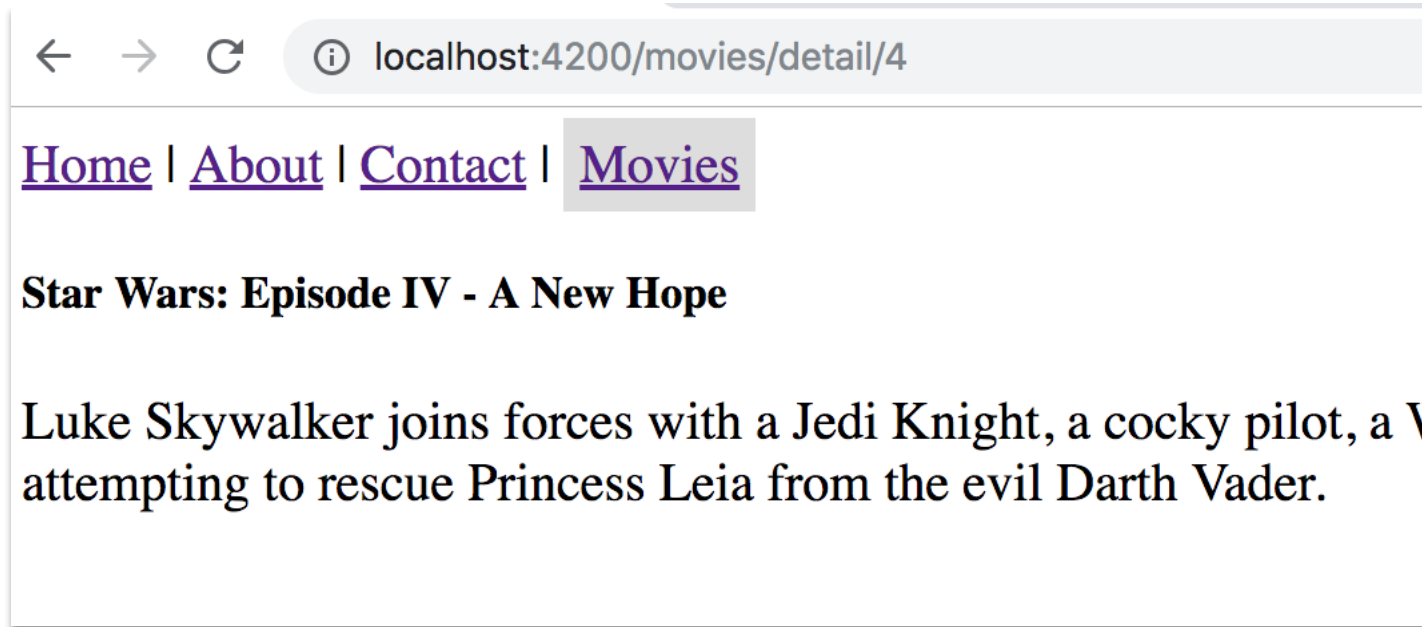 localhost:4200/movies/detail/4
Home | About | Contact | Movies
Star Wars: Episode IV - A New Hope
Luke Skywalker joins forces with a Jedi Knight, a cocky pilot, a
attempting to rescue Princess Leia from the evil Darth Vader.